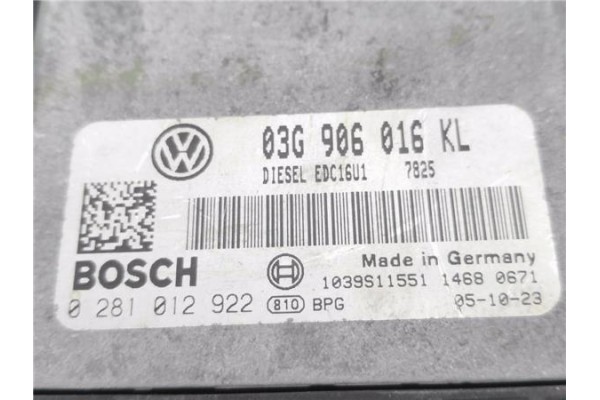 03G 906 016 KL
DIESEL EDC16U1 7825
BOSCH
Made in Germany
1039S11551 1468 0671
0 281 012 922 810 BPG 05-10-23